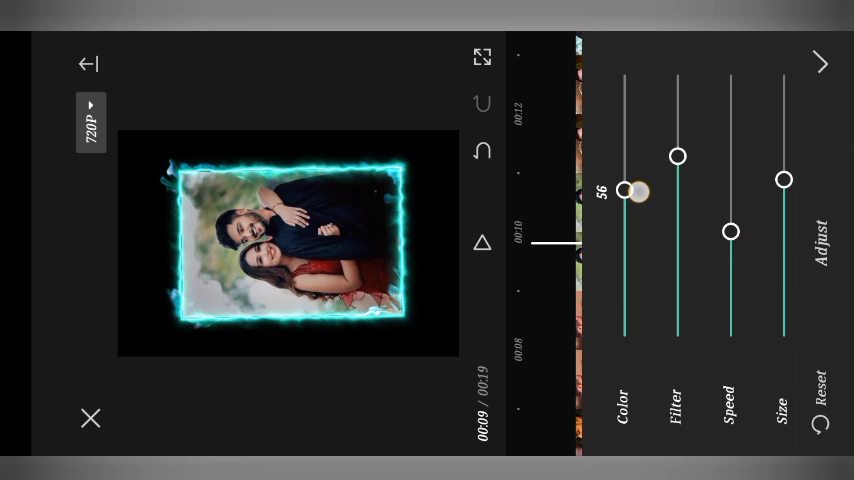 720P
00:09 / 00:19
00:08
00:10
00:12
Size
Speed
Filter
Color
56
Reset
Adjust